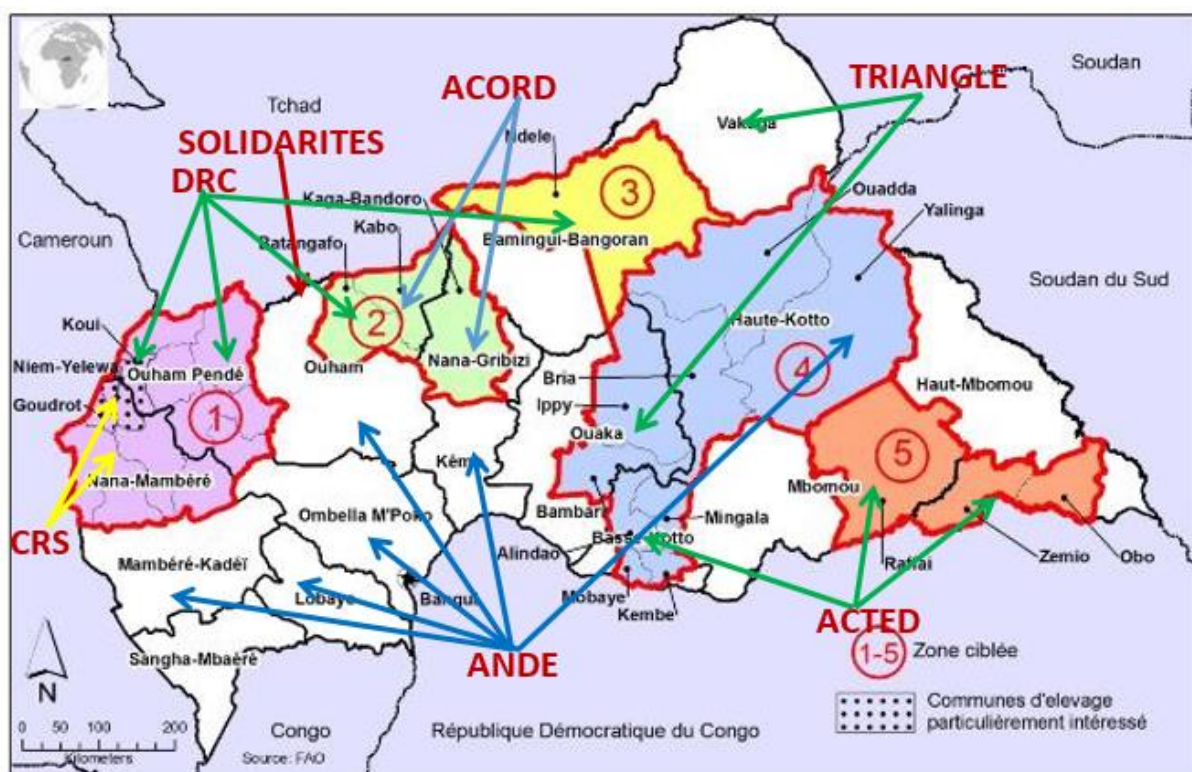 Soudan
TRIANGLE
ACORD
Tchad
Vakaga
SOLIDARITES
Ndele
DRC
Ouadda
Kaga-Bandoro
3
Yalinga
Kabo
Cameroun
Batangafo
Bamingui-Bangoran
Soudan du Sud
Koui
2
Haute-Kotto
Niem-Yelewa
Ouham Pendé
Ouham
Nana-Gribizi
Bria
4
Haut-Mbomou
Goudrot
1
Ippy
Ouaka
5
Kém
Nana-Mambéré
Mbomou
CRS
Ombella M'Poko
Bambari
Mingala
Alindao
Basse-Kotto
Mambéré-Kadéï
Rafai
Zemio
Obo
Lobaye
Bangui
Mobaye
Kembe
ACTED
ANDE
1-5
Zone ciblée
Sangha-Mbaéré
N
Communes d'elevage
particulièrement intéressé
Congo
République Démocratique du Congo
0 50 100 200
Kilometers
Source: FAO